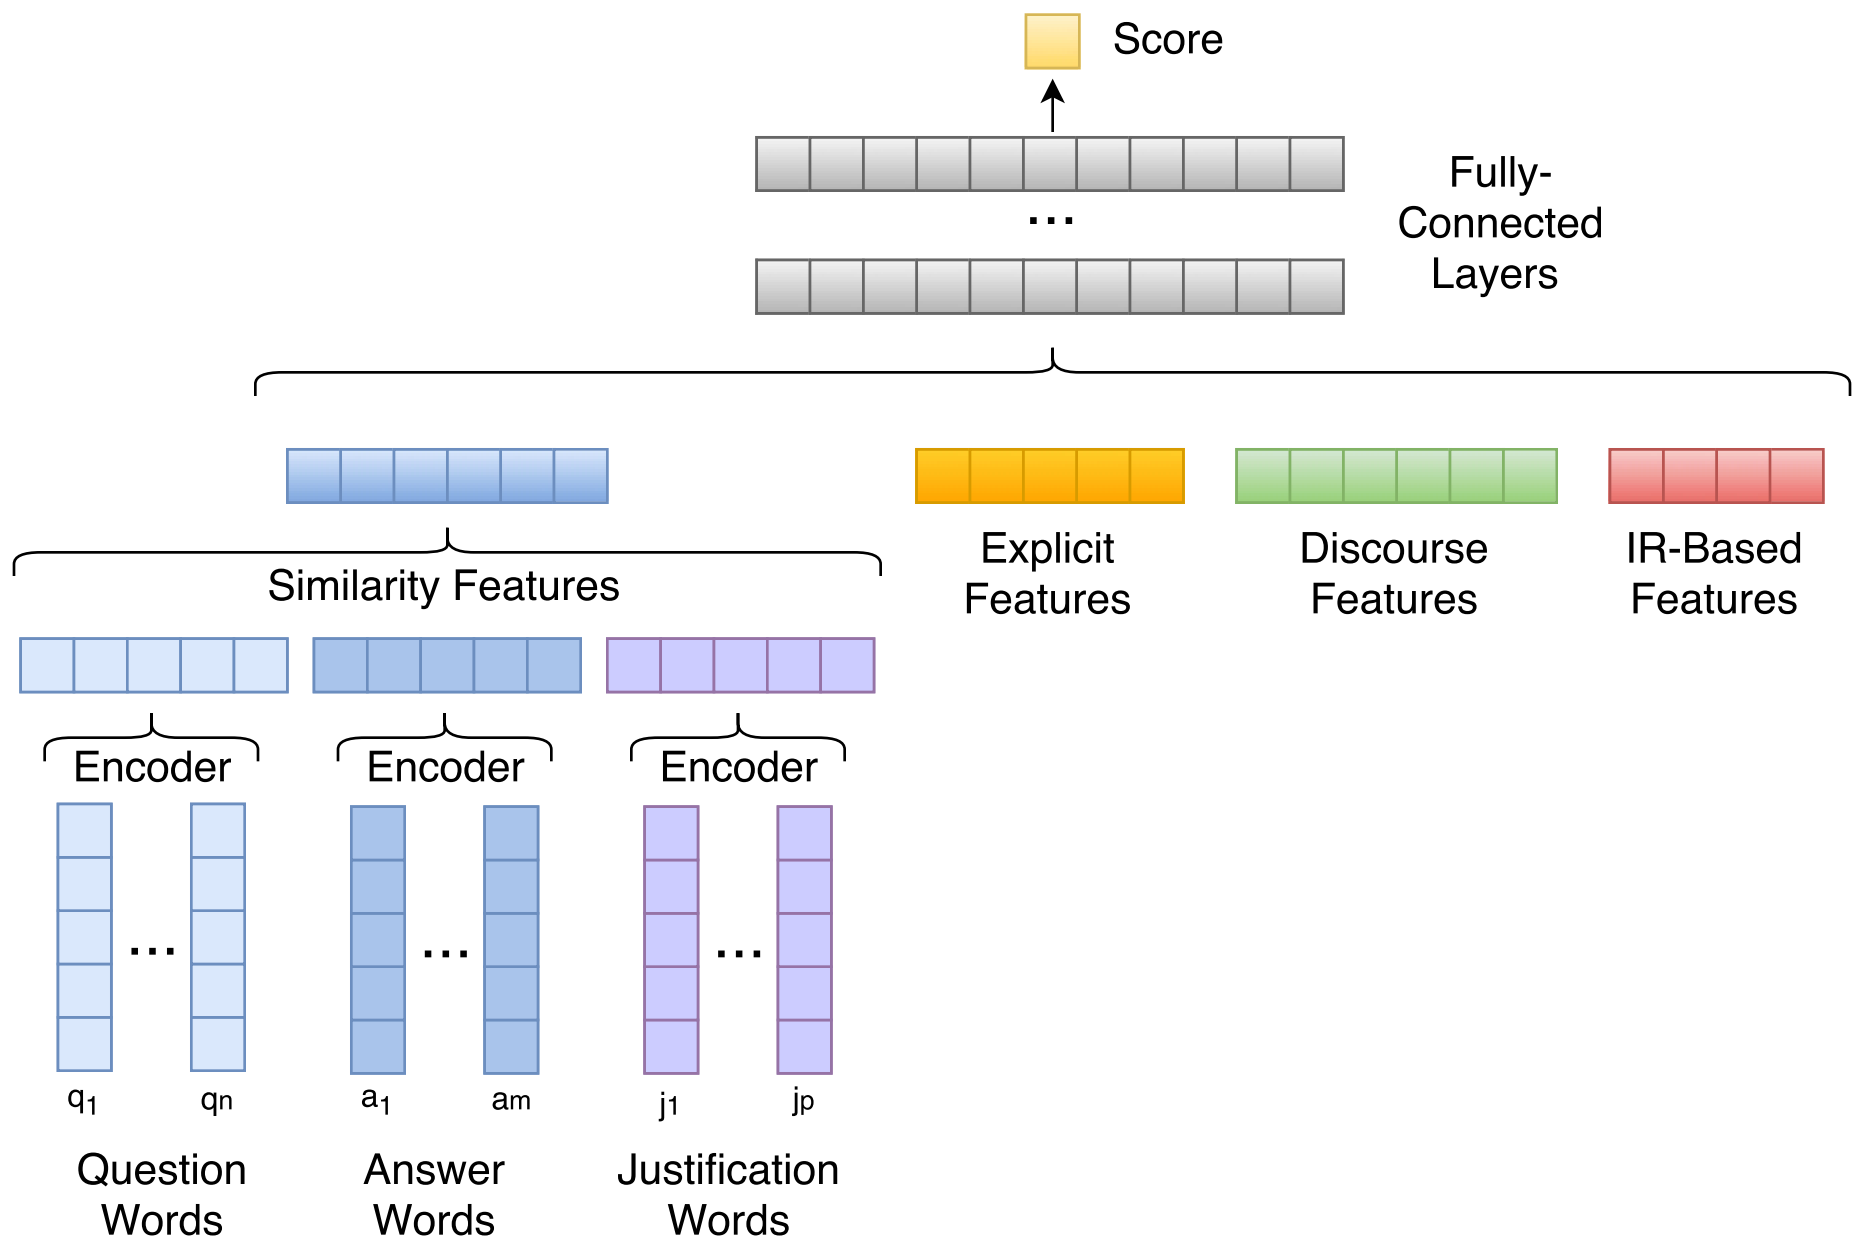 Score
Fully-
Connected
Layers
Explicit
Features
Discourse
Features
IR-Based
Features
Similarity Features
Encoder
Encoder
Encoder
...
...
...
...
q1
qn
a1
am
j1
jp
Question
Words
Answer
Words
Justification
Words